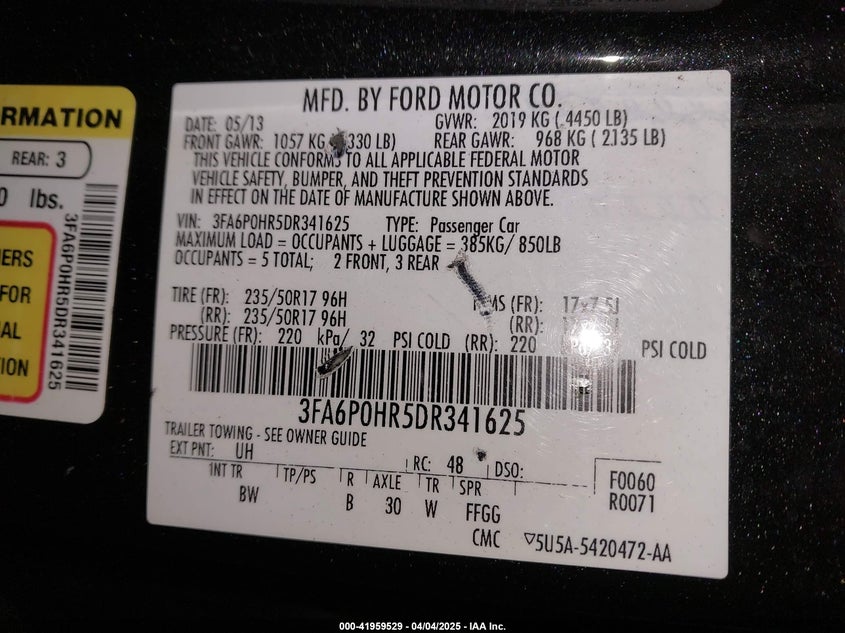 RMATION
REAR: 3
0 lbs.
3FA6P0HR5DR341625
ERS
FOR
AL
TION
MFD. BY FORD MOTOR CO.
DATE: 05/13 GVWR: 2019 KG ( 4450 LB)
FRONT GAWR: 1057 KG 330 LB) REAR GAWR: 968 KG ( 2135 LB)
THIS VEHICLE CONFORMS TO ALL APPLICABLE FEDERAL MOTOR
VEHICLE SAFETY, BUMPER, AND THEFT PREVENTION STANDARDS
IN EFFECT ON THE DATE OF MANUFACTURE SHOWN ABOVE.
VIN: 3FA6P0HR5DR341625 TYPE: Passenger Car
MAXIMUM LOAD = OCCUPANTS + LUGGAGE = 385KG/ 850LB
OCCUPANTS = 5 TOTAL; 2 FRONT, 3 REAR
TIRE (FR): 235/50R17 96H (FR): 17x7.5J
(RR): 235/50R17 96H (RR):
PRESSURE (FR): 220 kPa/ 32 PSI COLD (RR): 220 PSI COLD
3FA6P0HR5DR341625
TRAILER TOWING - SEE OWNER GUIDE
EXT PNT: UH RC: 48 DSO:
INT TR TP/PS R AXLE TR SPR
BW B 30 W FFGG
F0060
R0071
CMC ▽5U5A-5420472-AA
000-41959529 - 04/04/2025 - IAA Inc.